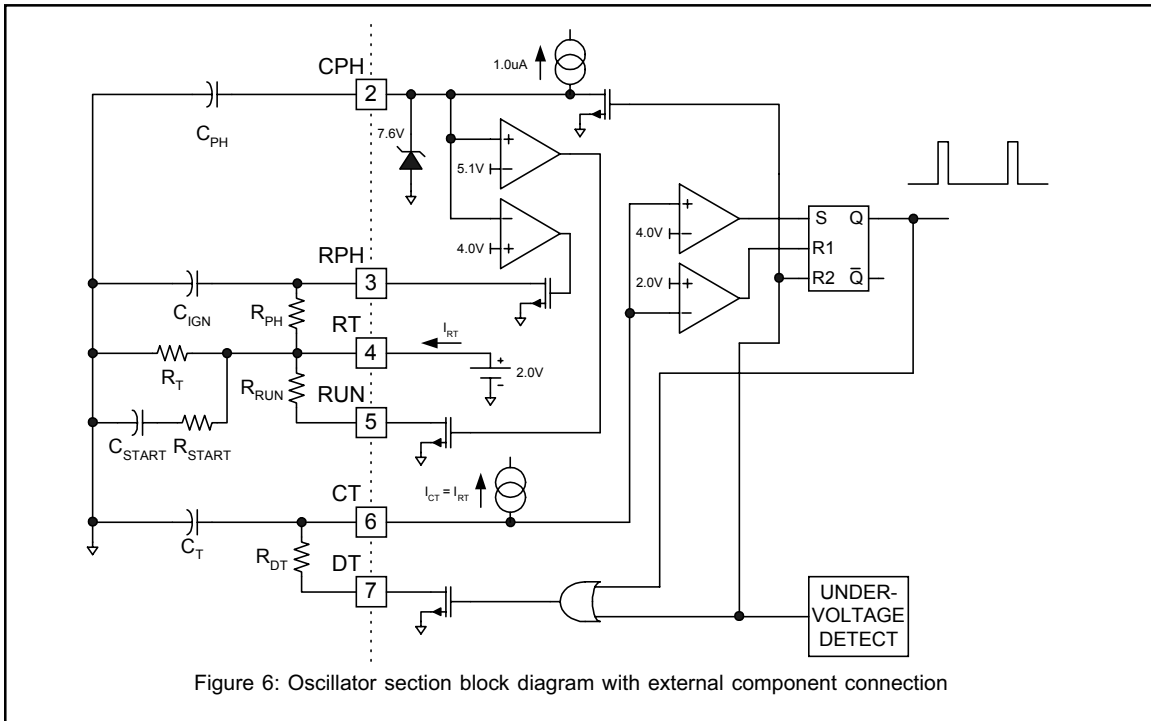 CPH
2
1.0uA
C_PH
7.6V
+
5.1V
−
−
4.0V
+
+
4.0V
−
S Q
R1
2.0V
+
−
R2 Q̅
RPH
3
C_IGN
R_PH
RT
4
I_RT
+
2.0V
-
R_T
R_RUN
RUN
5
C_START R_START
CT
6
I_CT = I_RT
C_T
R_DT
DT
7
UNDER-
VOLTAGE
DETECT
Figure 6: Oscillator section block diagram with external component connection